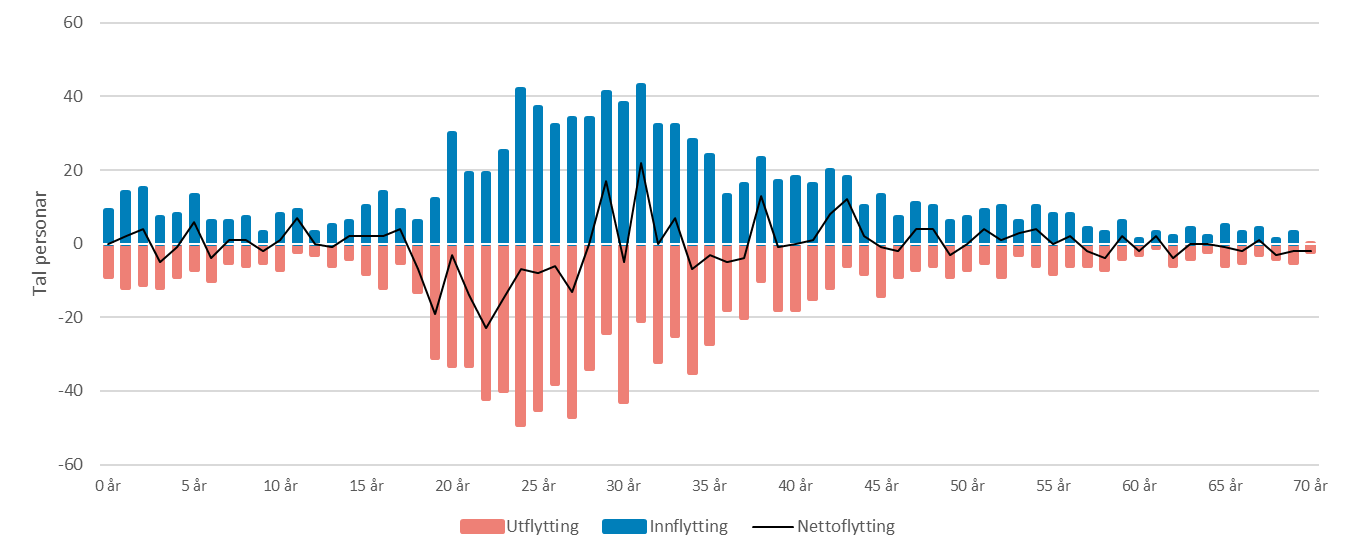 60
40
20
0
-20
-40
-60
Tal personar
0 år 5 år 10 år 15 år 20 år 25 år 30 år 35 år 40 år 45 år 50 år 55 år 60 år 65 år 70 år
Utflytting Innflytting Nettoflytting